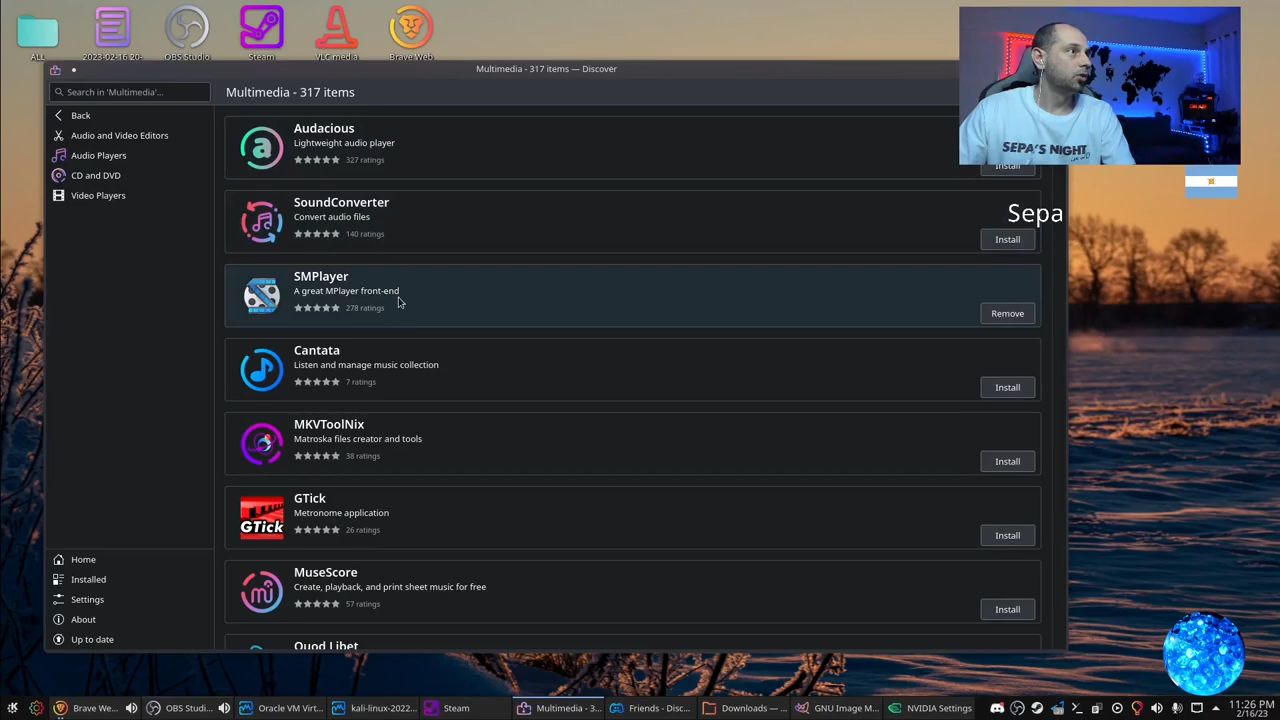 ALL
2023-02-16 20-
OBS Studio
Steam
VLC media
Brave Web
Multimedia - 317 items — Discover
Search in 'Multimedia'...
Multimedia - 317 items
Back
Audio and Video Editors
Audio Players
CD and DVD
Video Players
Audacious
Lightweight audio player
327 ratings
Install
SoundConverter
Convert audio files
140 ratings
Install
SMPlayer
A great MPlayer front-end
278 ratings
Remove
Cantata
Listen and manage music collection
7 ratings
Install
MKVToolNix
Matroska files creator and tools
38 ratings
Install
GTick
GTick
Metronome application
26 ratings
Install
MuseScore
Create, playback, and print sheet music for free
57 ratings
Install
Quod Libet
Home
Installed
Settings
About
Up to date
SEPA'S NIGHT
ON AIR
Sepa
Brave We...
OBS Studi...
Oracle VM Virt...
kali-linux-2022...
Steam
Multimedia - 3...
Friends - Disc...
Downloads — ...
GNU Image M...
NVIDIA Settings
11:26 PM
2/16/23